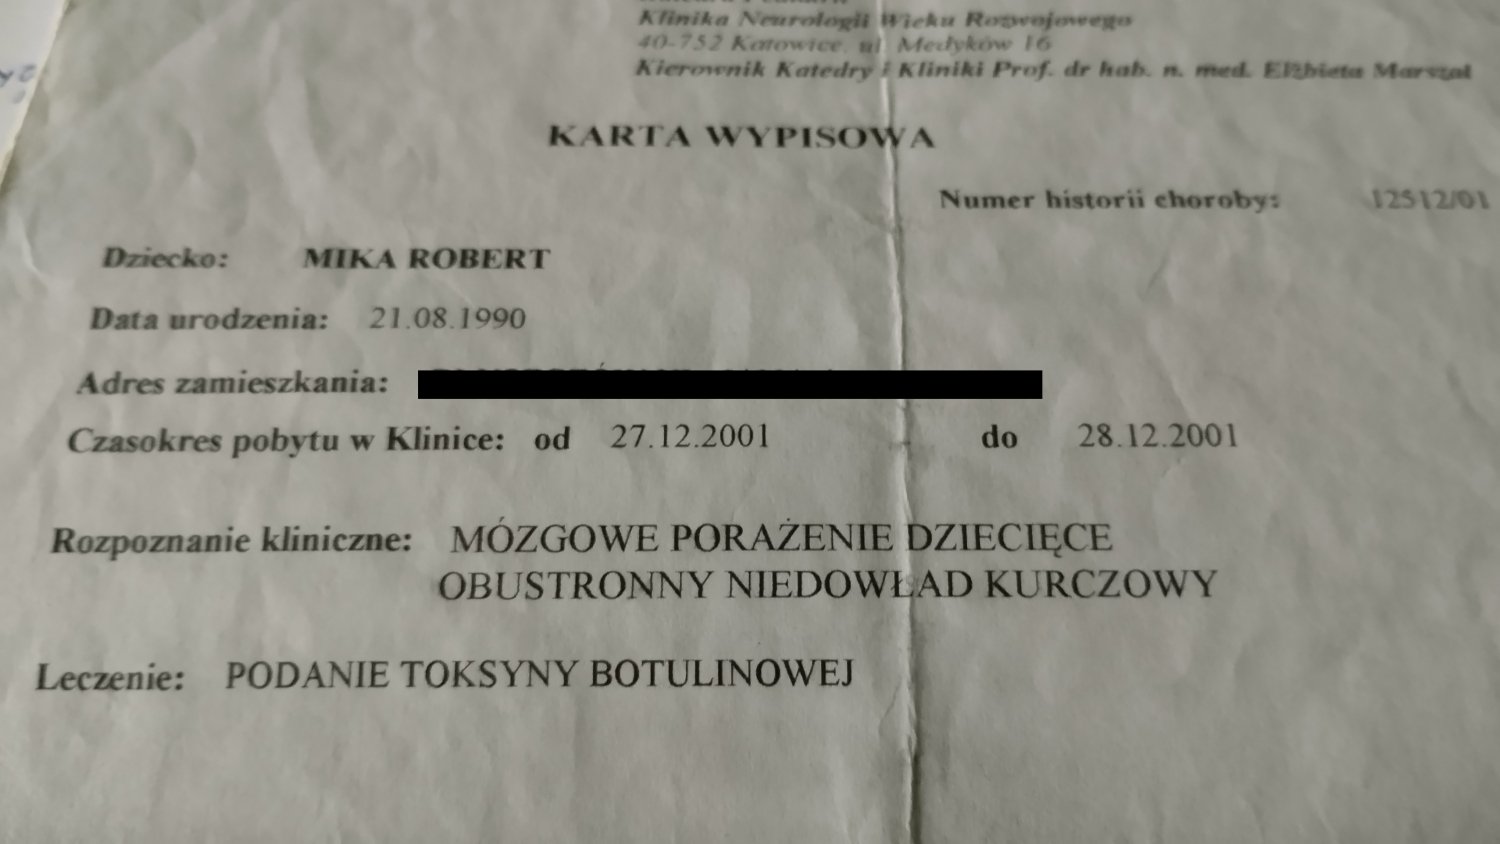 Klinika Neurologii Wieku Rozwojowego
40-752 Katowice, ul. Medyków 16
Kierownik Katedry i Kliniki Prof. dr hab. n. med. Elżbieta Marszał
KARTA WYPISOWA
Numer historii choroby: 12512/01
Dziecko: MIKA ROBERT
Data urodzenia: 21.08.1990
Adres zamieszkania:
Czasokres pobytu w Klinice: od 27.12.2001 do 28.12.2001
Rozpoznanie kliniczne: MÓZGOWE PORAŻENIE DZIECIĘCE
OBUSTRONNY NIEDOWŁAD KURCZOWY
Leczenie: PODANIE TOKSYNY BOTULINOWEJ